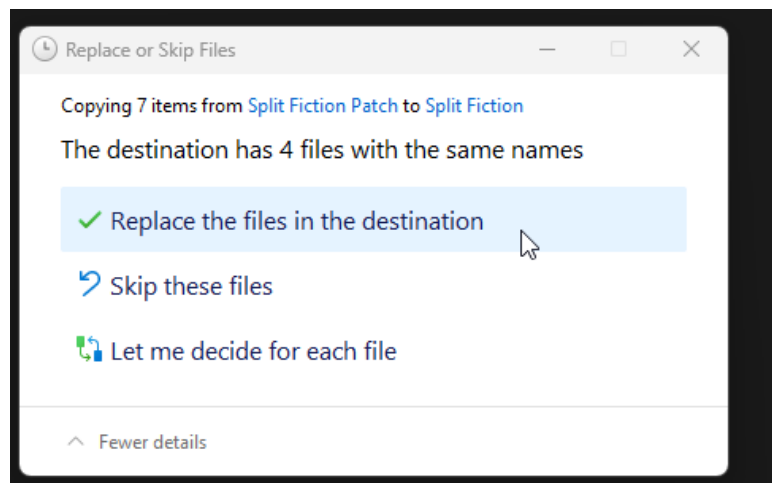 Replace or Skip Files
Copying 7 items from Split Fiction Patch to Split Fiction
The destination has 4 files with the same names
Replace the files in the destination
Skip these files
Let me decide for each file
Fewer details